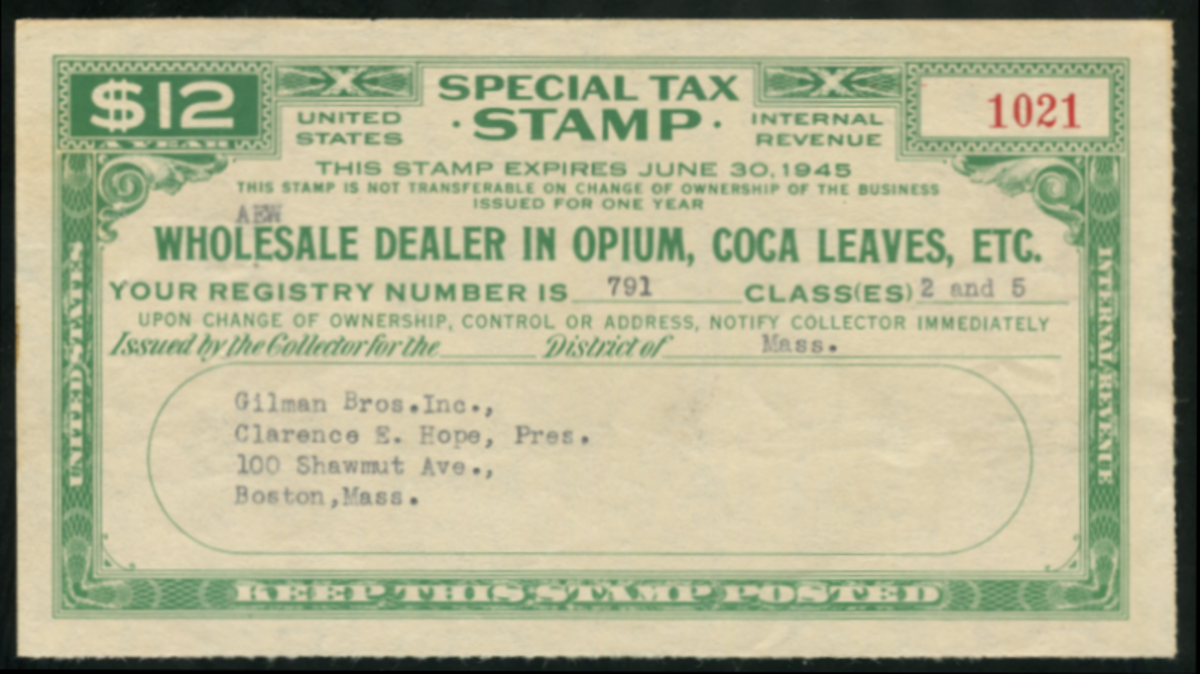 $12
A YEAR
UNITED STATES
SPECIAL TAX
· STAMP ·
INTERNAL REVENUE
1021
THIS STAMP EXPIRES JUNE 30, 1945
THIS STAMP IS NOT TRANSFERABLE ON CHANGE OF OWNERSHIP OF THE BUSINESS
ISSUED FOR ONE YEAR
AEW
WHOLESALE DEALER IN OPIUM, COCA LEAVES, ETC.
YOUR REGISTRY NUMBER IS 791 CLASS(ES) 2 and 5
UPON CHANGE OF OWNERSHIP, CONTROL OR ADDRESS, NOTIFY COLLECTOR IMMEDIATELY
Issued by the Collector for the District of Mass.
Gilman Bros.Inc.,
Clarence E. Hope, Pres.
100 Shawmut Ave.,
Boston,Mass.
UNITED STATES
INTERNAL REVENUE
KEEP THIS STAMP POSTED